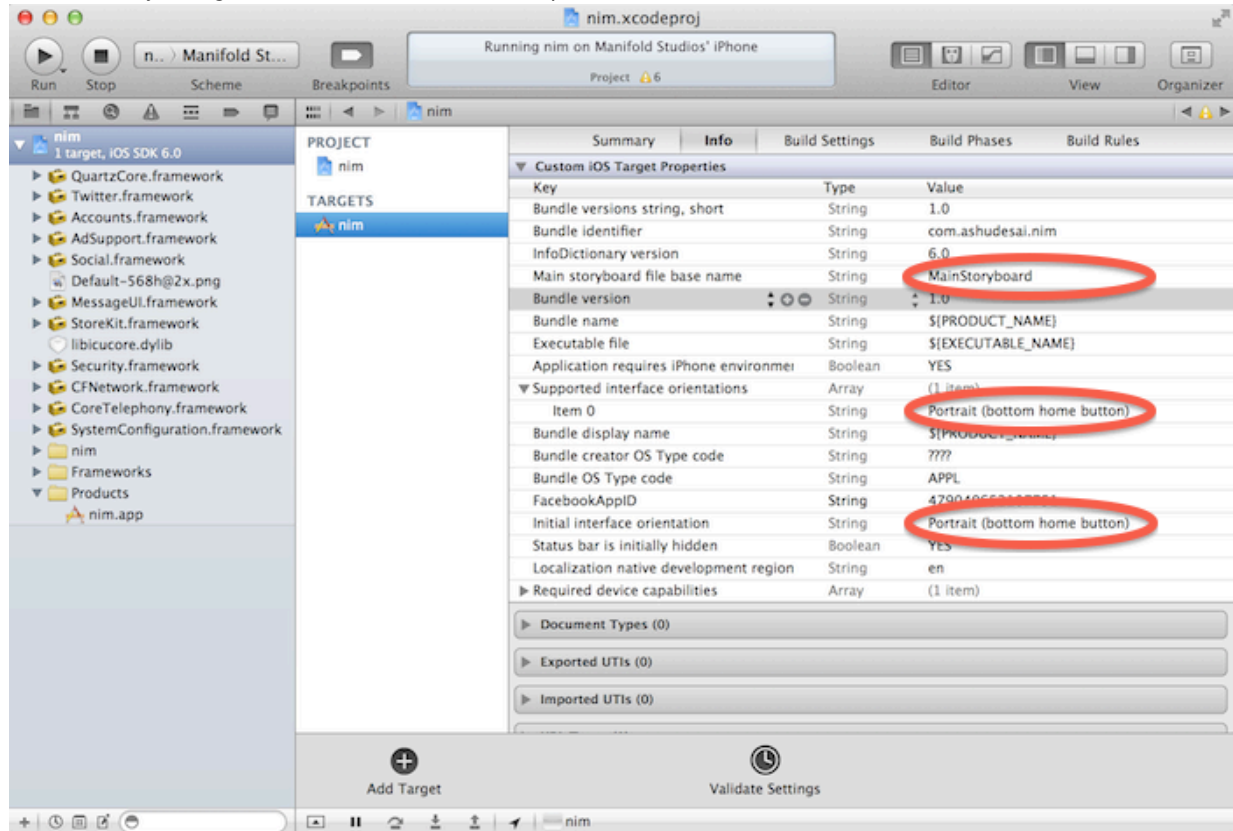 nim.xcodeproj
n.. 〉 Manifold St...
Running nim on Manifold Studios' iPhone
Project 6
Run Stop Scheme Breakpoints Editor View Organizer
nim
nim
1 target, iOS SDK 6.0
QuartzCore.framework
Twitter.framework
Accounts.framework
AdSupport.framework
Social.framework
Default-568h@2x.png
MessageUI.framework
StoreKit.framework
libicucore.dylib
Security.framework
CFNetwork.framework
CoreTelephony.framework
SystemConfiguration.framework
nim
Frameworks
Products
nim.app
PROJECT
nim
TARGETS
nim
Summary Info Build Settings Build Phases Build Rules
Custom iOS Target Properties
Key Type Value
Bundle versions string, short String 1.0
Bundle identifier String com.ashudesai.nim
InfoDictionary version String 6.0
Main storyboard file base name String MainStoryboard
Bundle version String 1.0
Bundle name String ${PRODUCT_NAME}
Executable file String ${EXECUTABLE_NAME}
Application requires iPhone environmer Boolean YES
Supported interface orientations Array (1 item)
Item 0 String Portrait (bottom home button)
Bundle display name String ${PRODUCT_NAME}
Bundle creator OS Type code String ????
Bundle OS Type code String APPL
FacebookAppID String
Initial interface orientation String Portrait (bottom home button)
Status bar is initially hidden Boolean YES
Localization native development region String en
Required device capabilities Array (1 item)
Document Types (0)
Exported UTIs (0)
Imported UTIs (0)
Add Target Validate Settings
nim